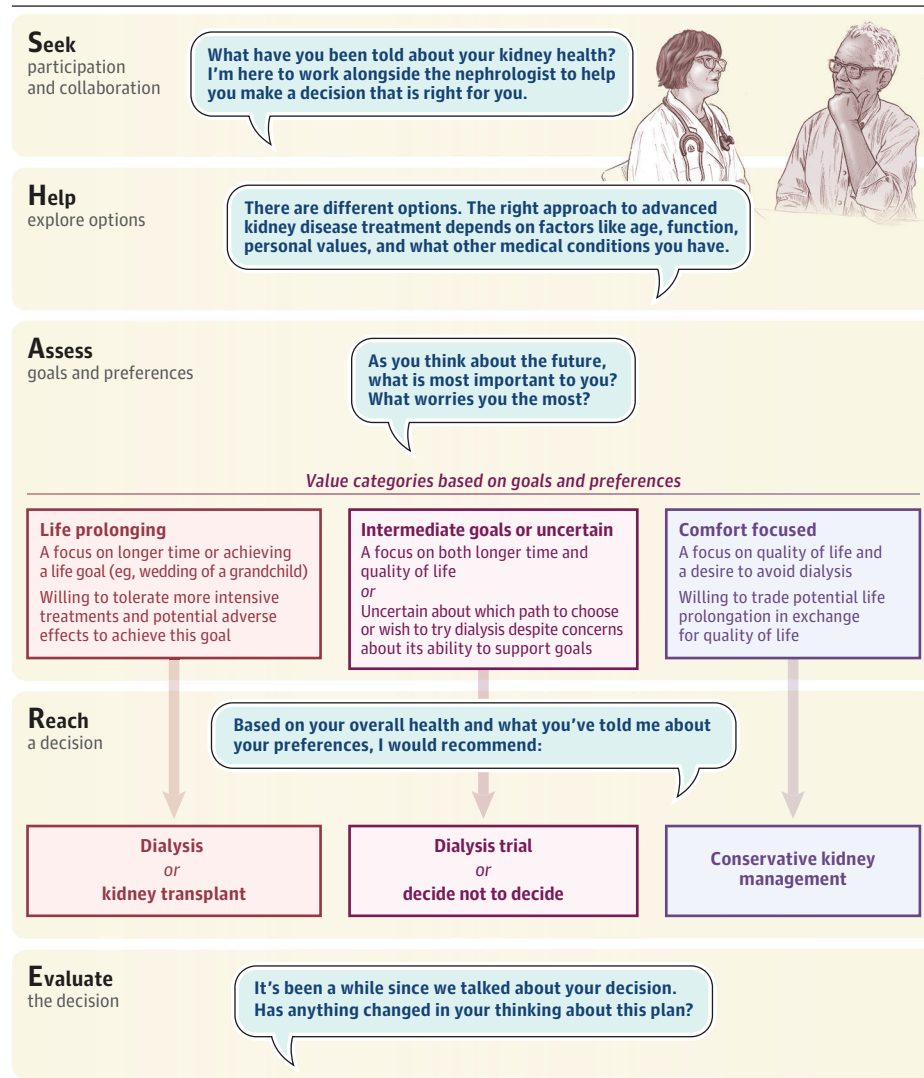 Seek
participation
and collaboration
What have you been told about your kidney health?
I'm here to work alongside the nephrologist to help
you make a decision that is right for you.
Help
explore options
There are different options. The right approach to advanced
kidney disease treatment depends on factors like age, function,
personal values, and what other medical conditions you have.
Assess
goals and preferences
As you think about the future,
what is most important to you?
What worries you the most?
Value categories based on goals and preferences
Life prolonging
A focus on longer time or achieving
a life goal (eg, wedding of a grandchild)
Willing to tolerate more intensive
treatments and potential adverse
effects to achieve this goal
Intermediate goals or uncertain
A focus on both longer time and
quality of life
or
Uncertain about which path to choose
or wish to try dialysis despite concerns
about its ability to support goals
Comfort focused
A focus on quality of life and
a desire to avoid dialysis
Willing to trade potential life
prolongation in exchange
for quality of life
Reach
a decision
Based on your overall health and what you've told me about
your preferences, I would recommend:
Dialysis
or
kidney transplant
Dialysis trial
or
decide not to decide
Conservative kidney
management
Evaluate
the decision
It's been a while since we talked about your decision.
Has anything changed in your thinking about this plan?